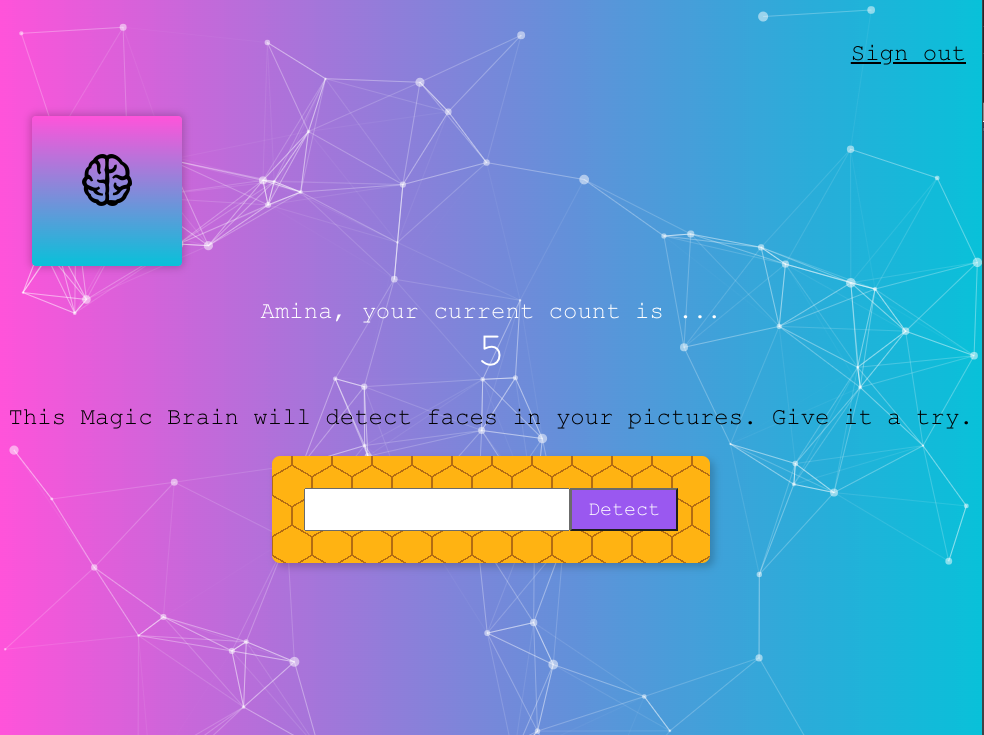 Sign out
Amina, your current count is ...
5
This Magic Brain will detect faces in your pictures. Give it a try.
Detect